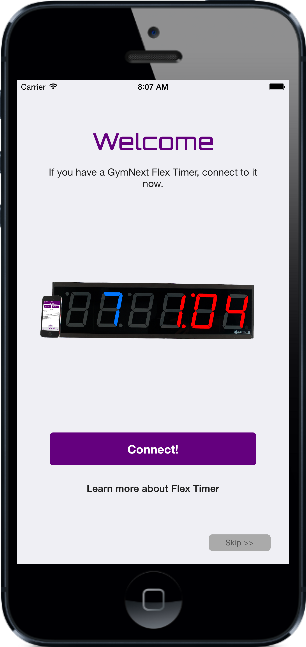 Carrier 8:07 AM
Welcome
If you have a GymNext Flex Timer, connect to it
now.
7 1:04
Connect!
Learn more about Flex Timer
Skip >>